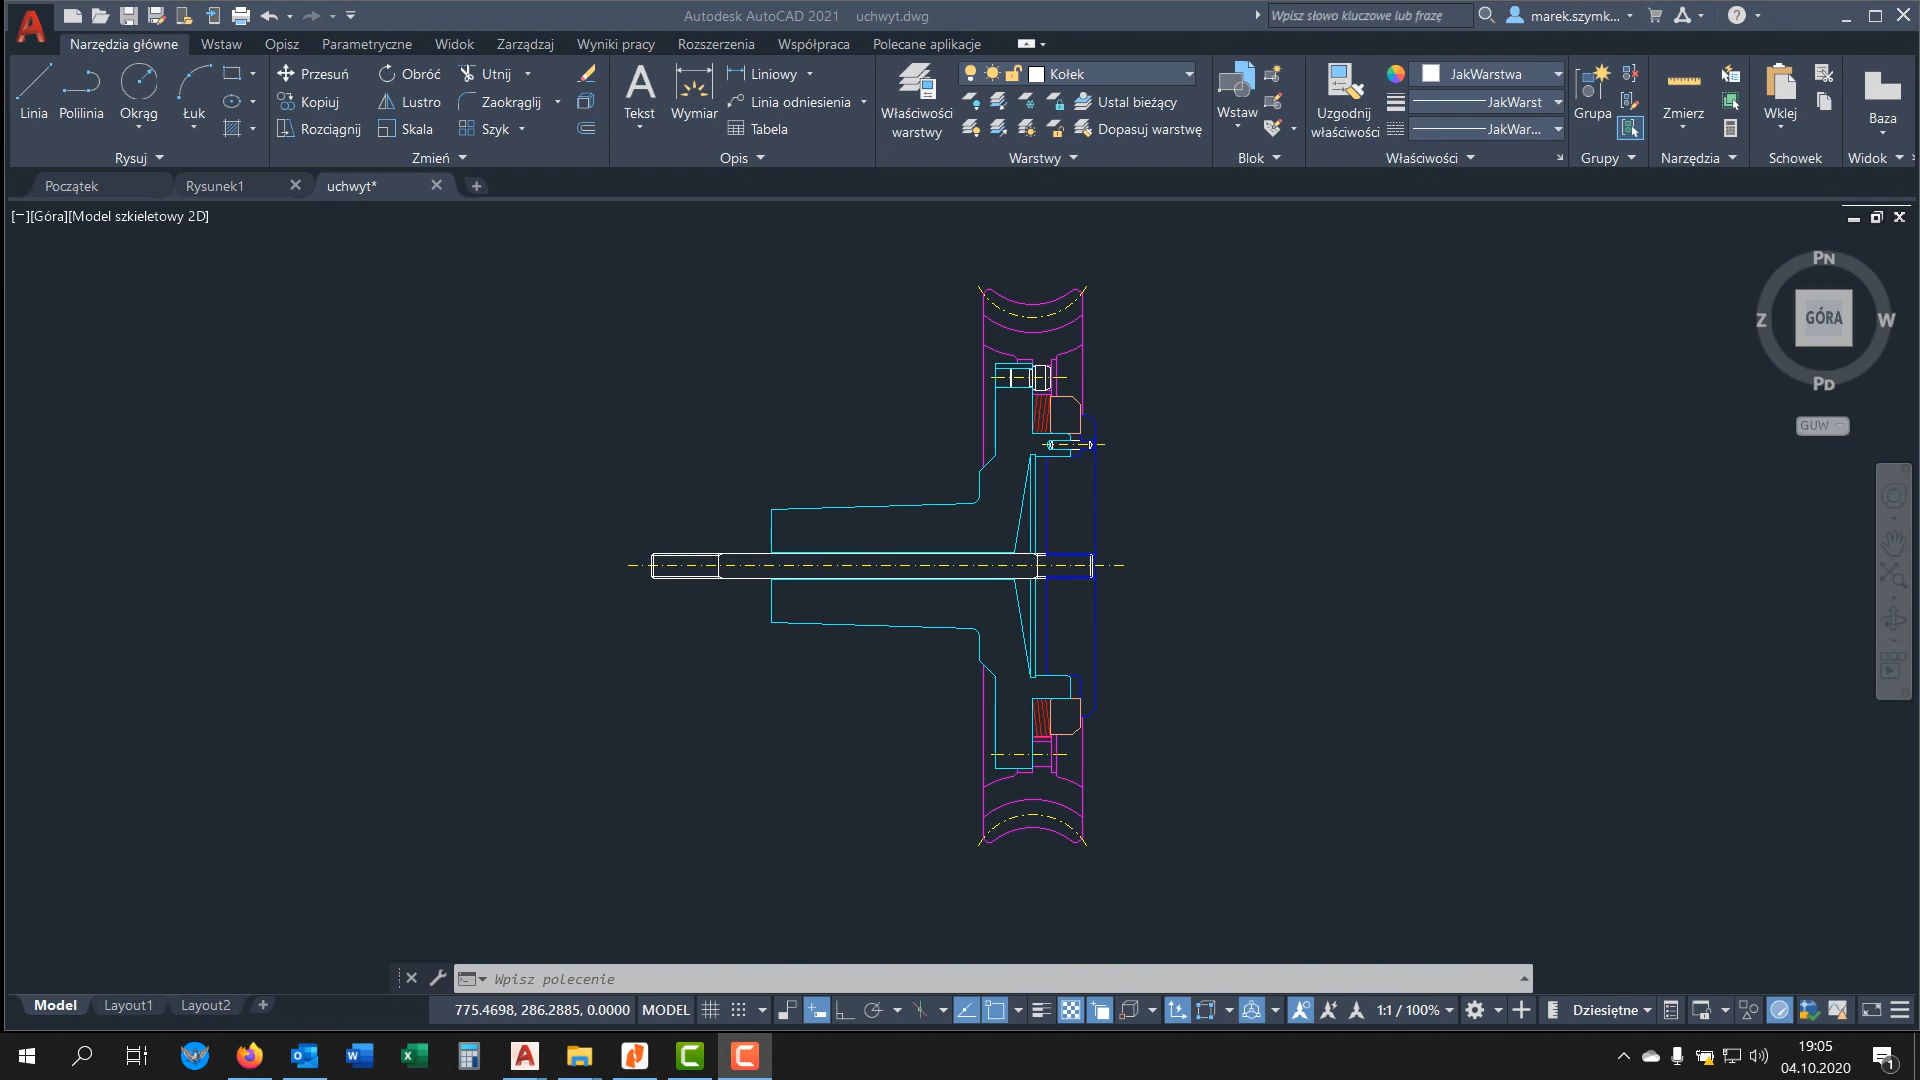 Autodesk AutoCAD 2021 uchwyt.dwg
Wpisz słowo kluczowe lub frazę
marek.szymk...
Narzędzia główne Wstaw Opisz Parametryczne Widok Zarządzaj Wyniki pracy Rozszerzenia Współpraca Polecane aplikacje
Linia Polilinia Okrąg Łuk
Przesuń Obróć Utnij
Kopiuj Lustro Zaokrąglij
Rozciągnij Skala Szyk
Tekst Wymiar
Liniowy
Linia odniesienia
Tabela
Właściwości warstwy
Kołek
Ustal bieżący
Dopasuj warstwę
Wstaw
Uzgodnij właściwości
JakWarstwa
JakWarst
JakWar...
Grupa
Zmierz
Wklej
Baza
Rysuj Zmień Opis Warstwy Blok Właściwości Grupy Narzędzia Schowek Widok
Początek Rysunek1 uchwyt*
[−][Góra][Model szkieletowy 2D]
PN
Z GÓRA W
PD
GUW
Wpisz polecenie
Model Layout1 Layout2
775.4698, 286.2885, 0.0000 MODEL 1:1 / 100% Dziesiętne
19:05
04.10.2020
1